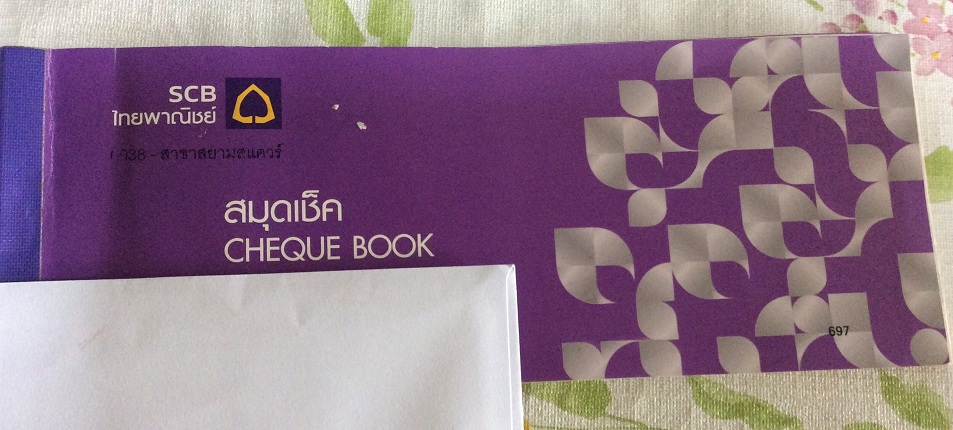 SCB
ไทยพาณิชย์
038 - สาขาสยามสแควร์
สมุดเช็ค
CHEQUE BOOK
697